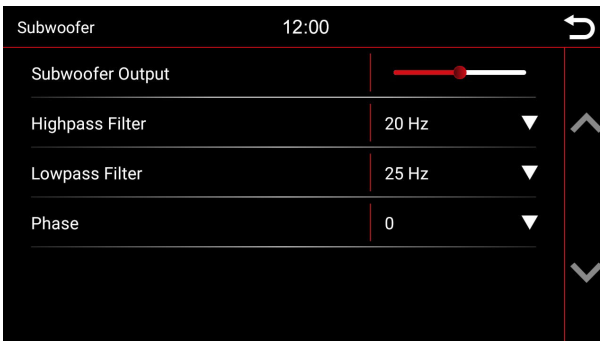 Subwoofer 12:00
Subwoofer Output
Highpass Filter 20 Hz
Lowpass Filter 25 Hz
Phase 0